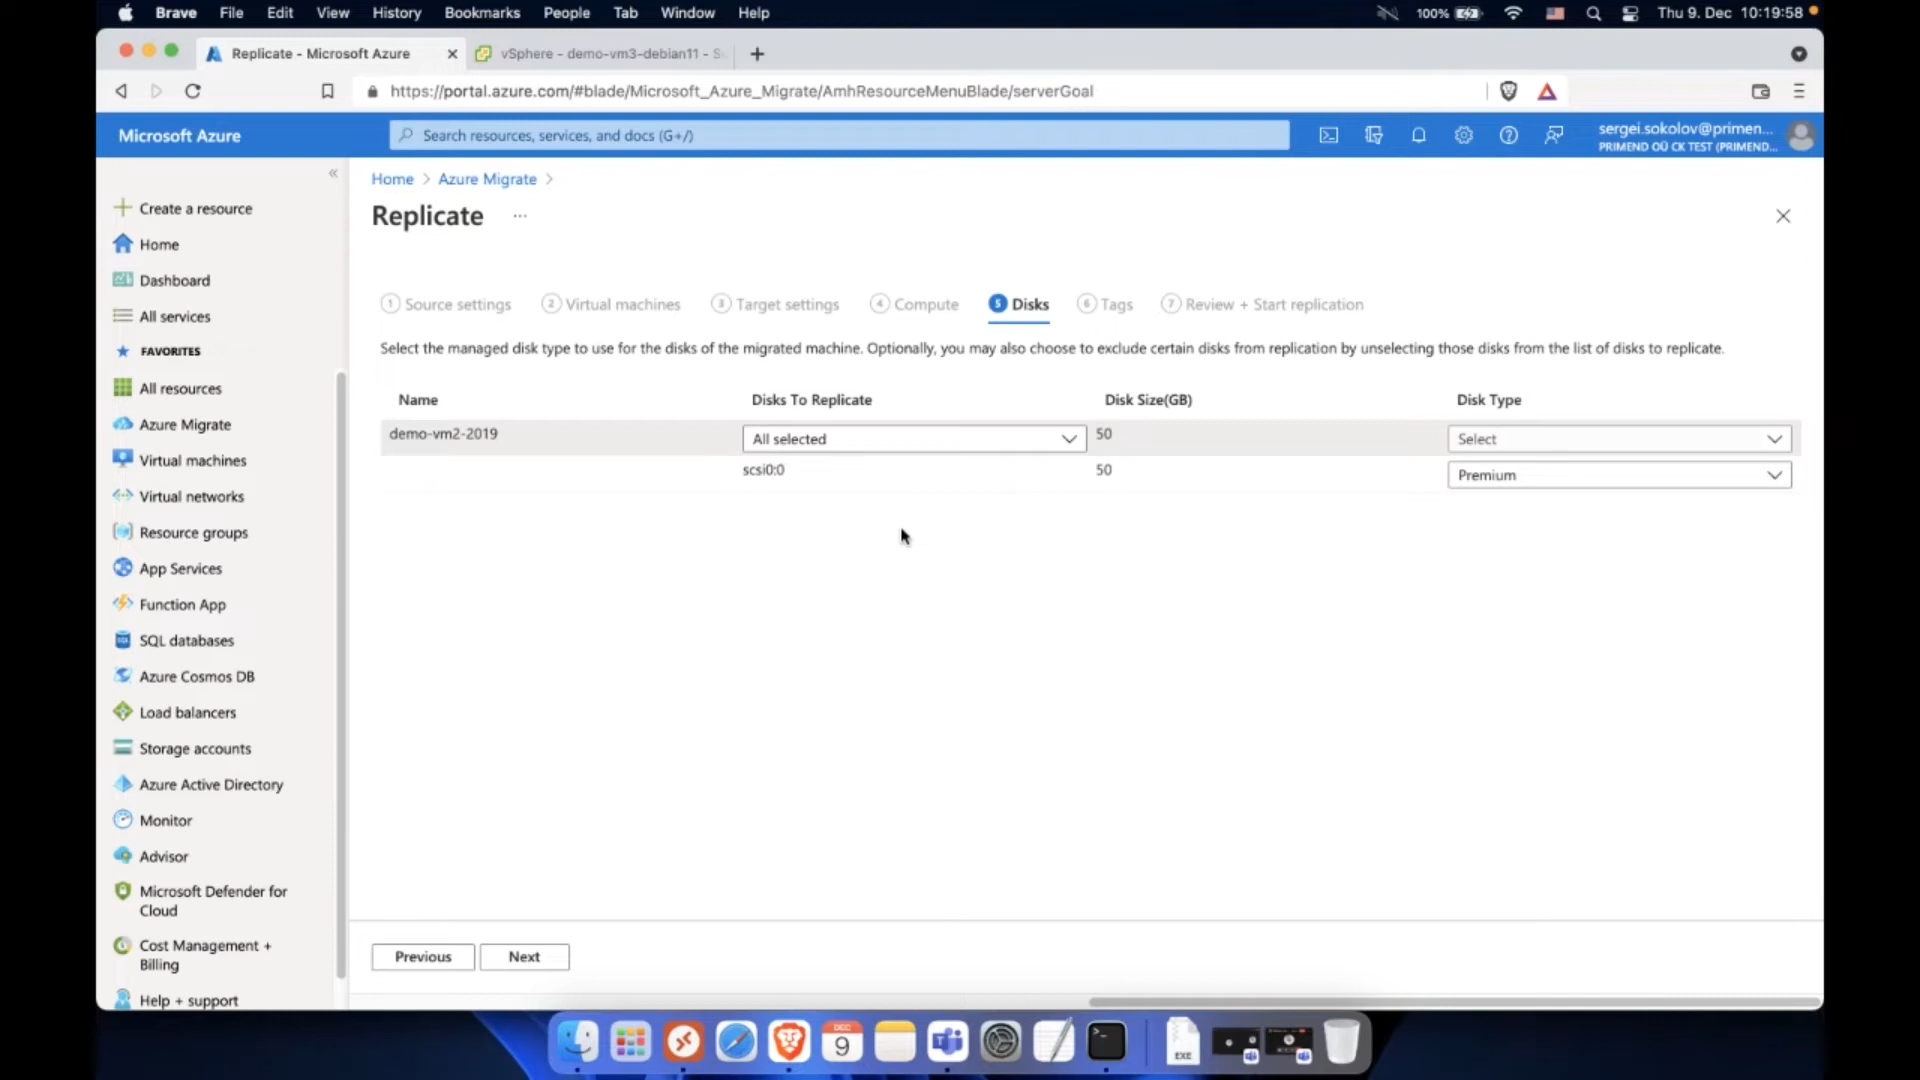 Brave File Edit View History Bookmarks People Tab Window Help 100% Thu 9. Dec 10:19:58
Replicate - Microsoft Azure
vSphere - demo-vm3-debian11 - S
https://portal.azure.com/#blade/Microsoft_Azure_Migrate/AmhResourceMenuBlade/serverGoal
Microsoft Azure
Search resources, services, and docs (G+/)
sergei.sokolov@primen...
PRIMEND OÜ CK TEST (PRIMEND...
Create a resource
Home
Dashboard
All services
FAVORITES
All resources
Azure Migrate
Virtual machines
Virtual networks
Resource groups
App Services
Function App
SQL databases
Azure Cosmos DB
Load balancers
Storage accounts
Azure Active Directory
Monitor
Advisor
Microsoft Defender for
Cloud
Cost Management +
Billing
Help + support
Home > Azure Migrate >
Replicate ...
1 Source settings 2 Virtual machines 3 Target settings 4 Compute 5 Disks 6 Tags 7 Review + Start replication
Select the managed disk type to use for the disks of the migrated machine. Optionally, you may also choose to exclude certain disks from replication by unselecting those disks from the list of disks to replicate.
Name Disks To Replicate Disk Size(GB) Disk Type
demo-vm2-2019 All selected 50 Select
scsi0:0 50 Premium
Previous Next
DEC
9
EXE